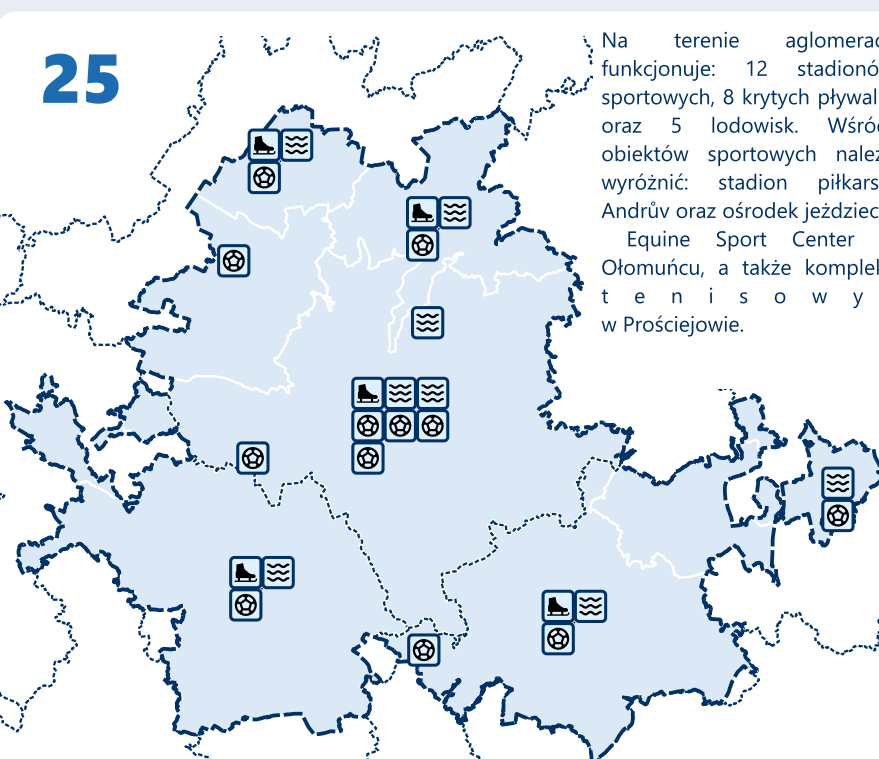 25
Na terenie aglomerac
funkcjonuje: 12 stadionó
sportowych, 8 krytych pływal
oraz 5 lodowisk. Wśró
obiektów sportowych należ
wyróżnić: stadion piłkars
Andrův oraz ośrodek jeździec
Equine Sport Center
Ołomuńcu, a także komplek
t e n i s o w y
w Prościejowie.